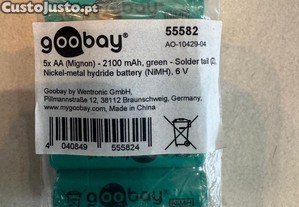 CustoJusto.pt
goobay®
55582
AO-10429-04
5x AA (Mignon) - 2100 mAh, green - Solder tail (Z),
Nickel-metal hydride battery (NiMH), 6 V
Goobay by Wentronic GmbH,
Pillmannstraße 12, 38112 Braunschweig, Germany,
www.mygoobay.com, Made in China
4 040849 555824
goobay